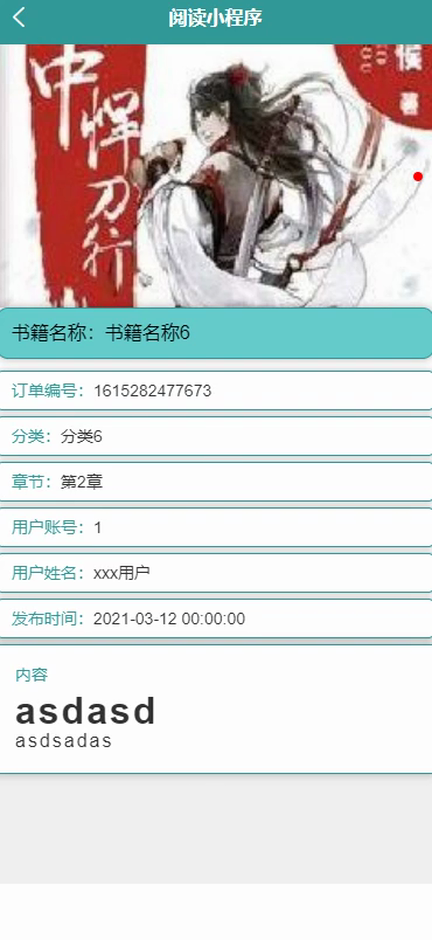 阅读小程序
中
悍刀行
侯
著
书籍名称：书籍名称6
订单编号：1615282477673
分类：分类6
章节：第2章
用户账号：1
用户姓名：xxx用户
发布时间：2021-03-12 00:00:00
内容
asdasd
asdsadas